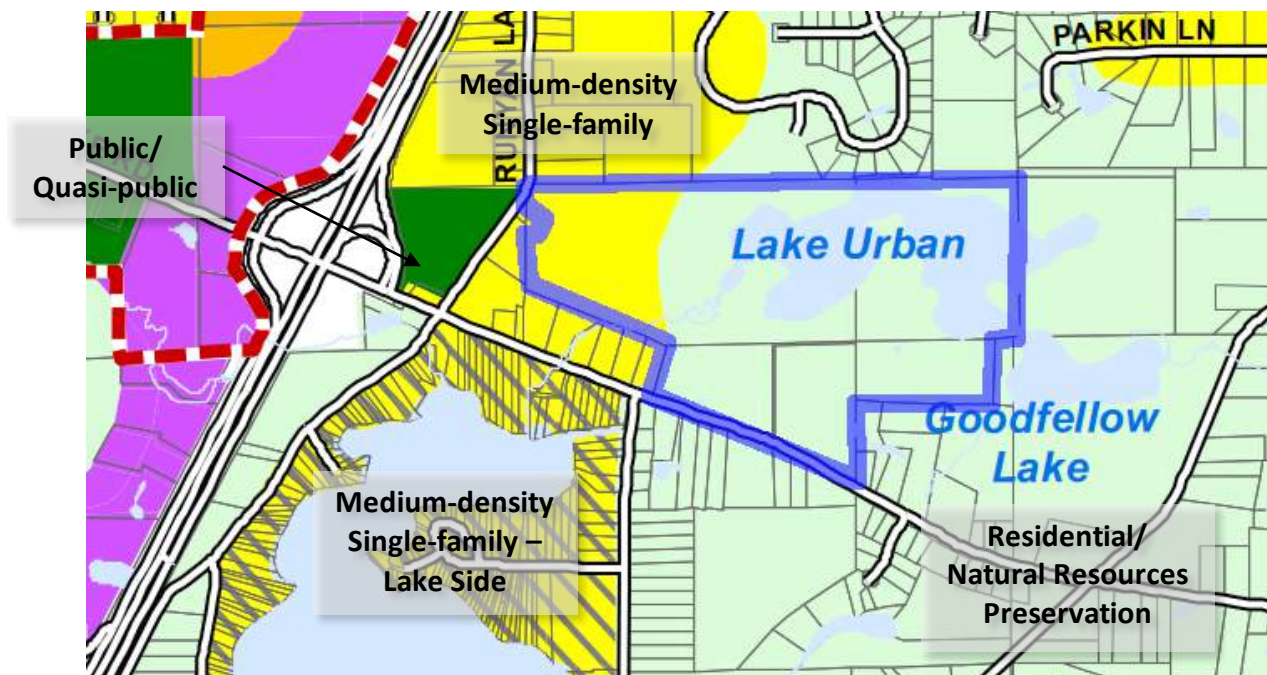 PARKIN LN
Medium-density
Single-family
Public/
Quasi-public
Lake Urban
Goodfellow
Lake
Medium-density
Single-family –
Lake Side
Residential/
Natural Resources
Preservation